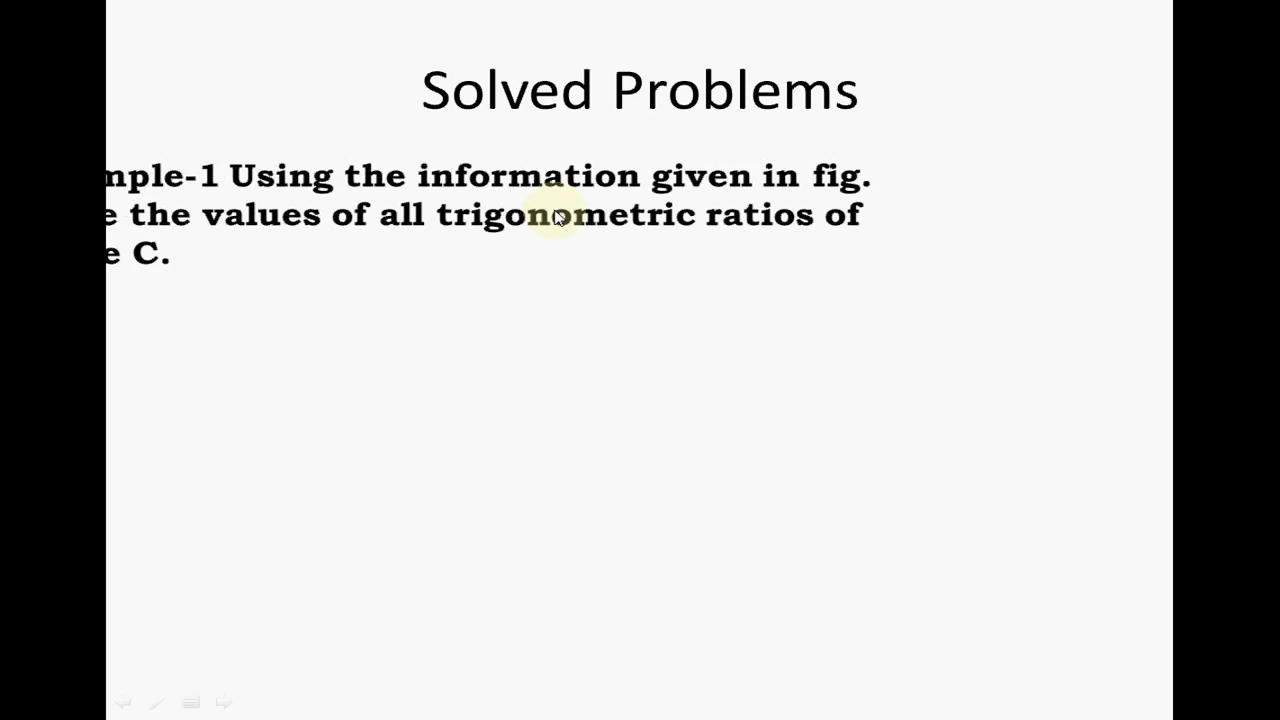 Solved Problems
mple-1 Using the information given in fig.
e the values of all trigonometric ratios of
e C.